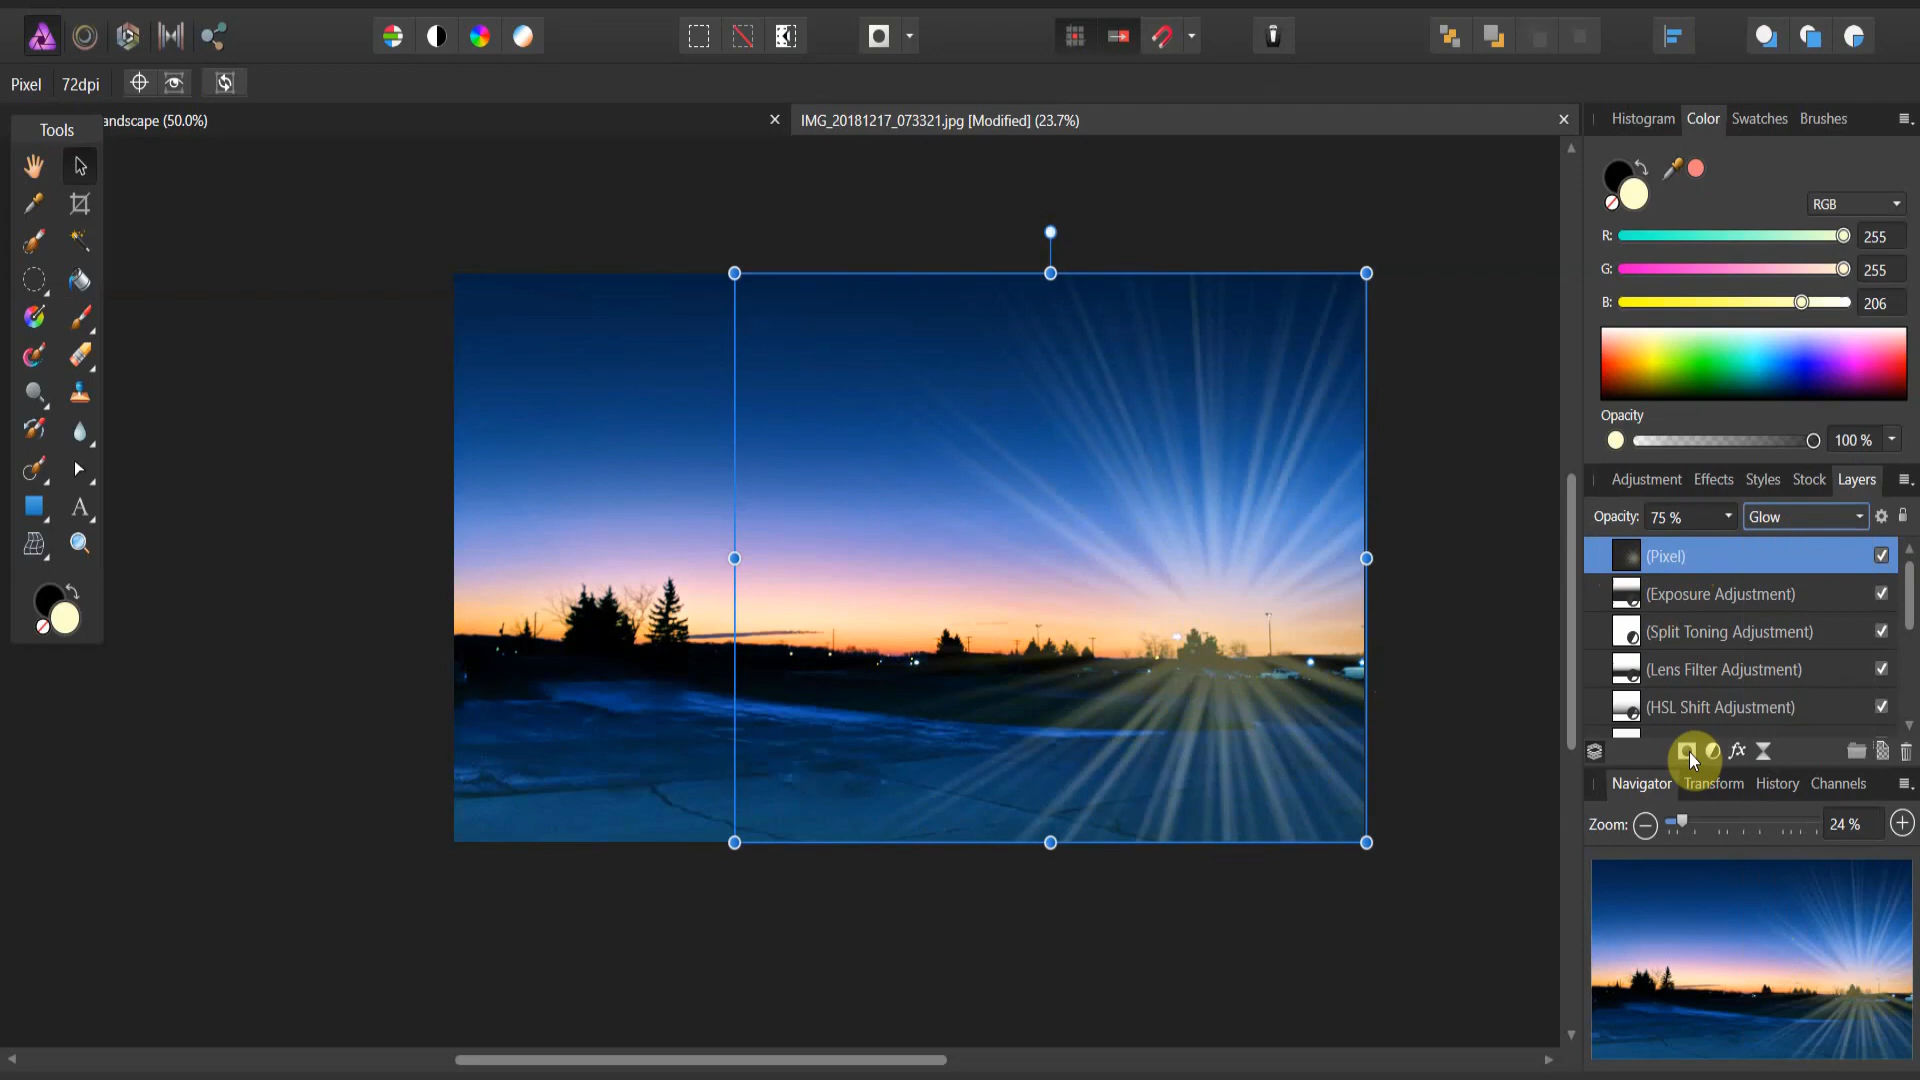 Pixel 72dpi
andscape (50.0%)
IMG_20181217_073321.jpg [Modified] (23.7%)
Tools
A
Histogram Color Swatches Brushes
RGB
R: 255
G: 255
B: 206
Opacity
100 %
Adjustment Effects Styles Stock Layers
Opacity: 75 % Glow
(Pixel)
(Exposure Adjustment)
(Split Toning Adjustment)
(Lens Filter Adjustment)
(HSL Shift Adjustment)
fx
Navigator Transform History Channels
Zoom: 24 %